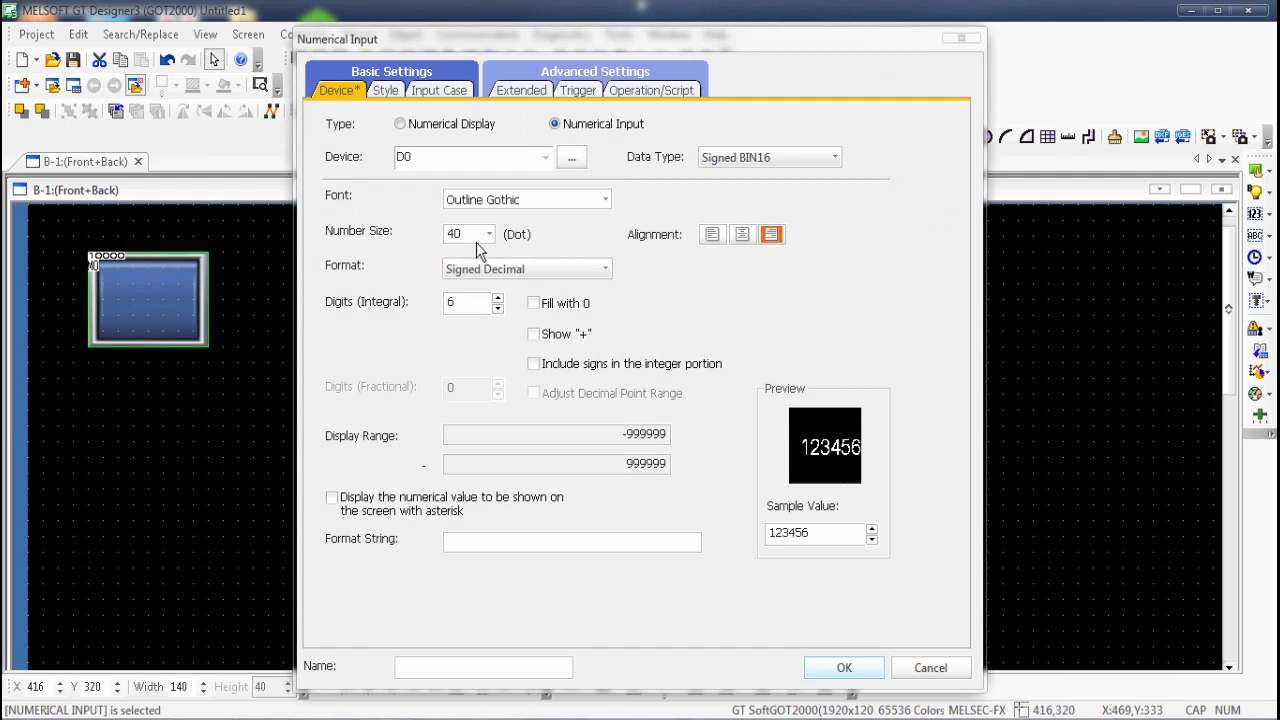 MELSOFT GT Designer3 (GOT2000) Untitled1
Project Edit Search/Replace View Screen
Numerical Input
Basic Settings
Advanced Settings
Device* Style Input Case Extended Trigger Operation/Script
B-1:(Front+Back)
B-1:(Front+Back)
Type: Numerical Display Numerical Input
Device: D0 ... Data Type: Signed BIN16
Font: Outline Gothic
Number Size: 40 (Dot) Alignment:
Format: Signed Decimal
Digits (Integral): 6 Fill with 0
Show "+"
Include signs in the integer portion
Digits (Fractional): 0 Adjust Decimal Point Range
Display Range: -999999
- 999999
Display the numerical value to be shown on
the screen with asterisk
Format String:
Preview
123456
Sample Value:
123456
10000
M0
Name:
OK Cancel
X 416 Y 320 Width 140 Height 40
[NUMERICAL INPUT] is selected
GT SoftGOT2000(1920x120 65536 Colors MELSEC-FX 416,320 X:469,Y:333 CAP NUM